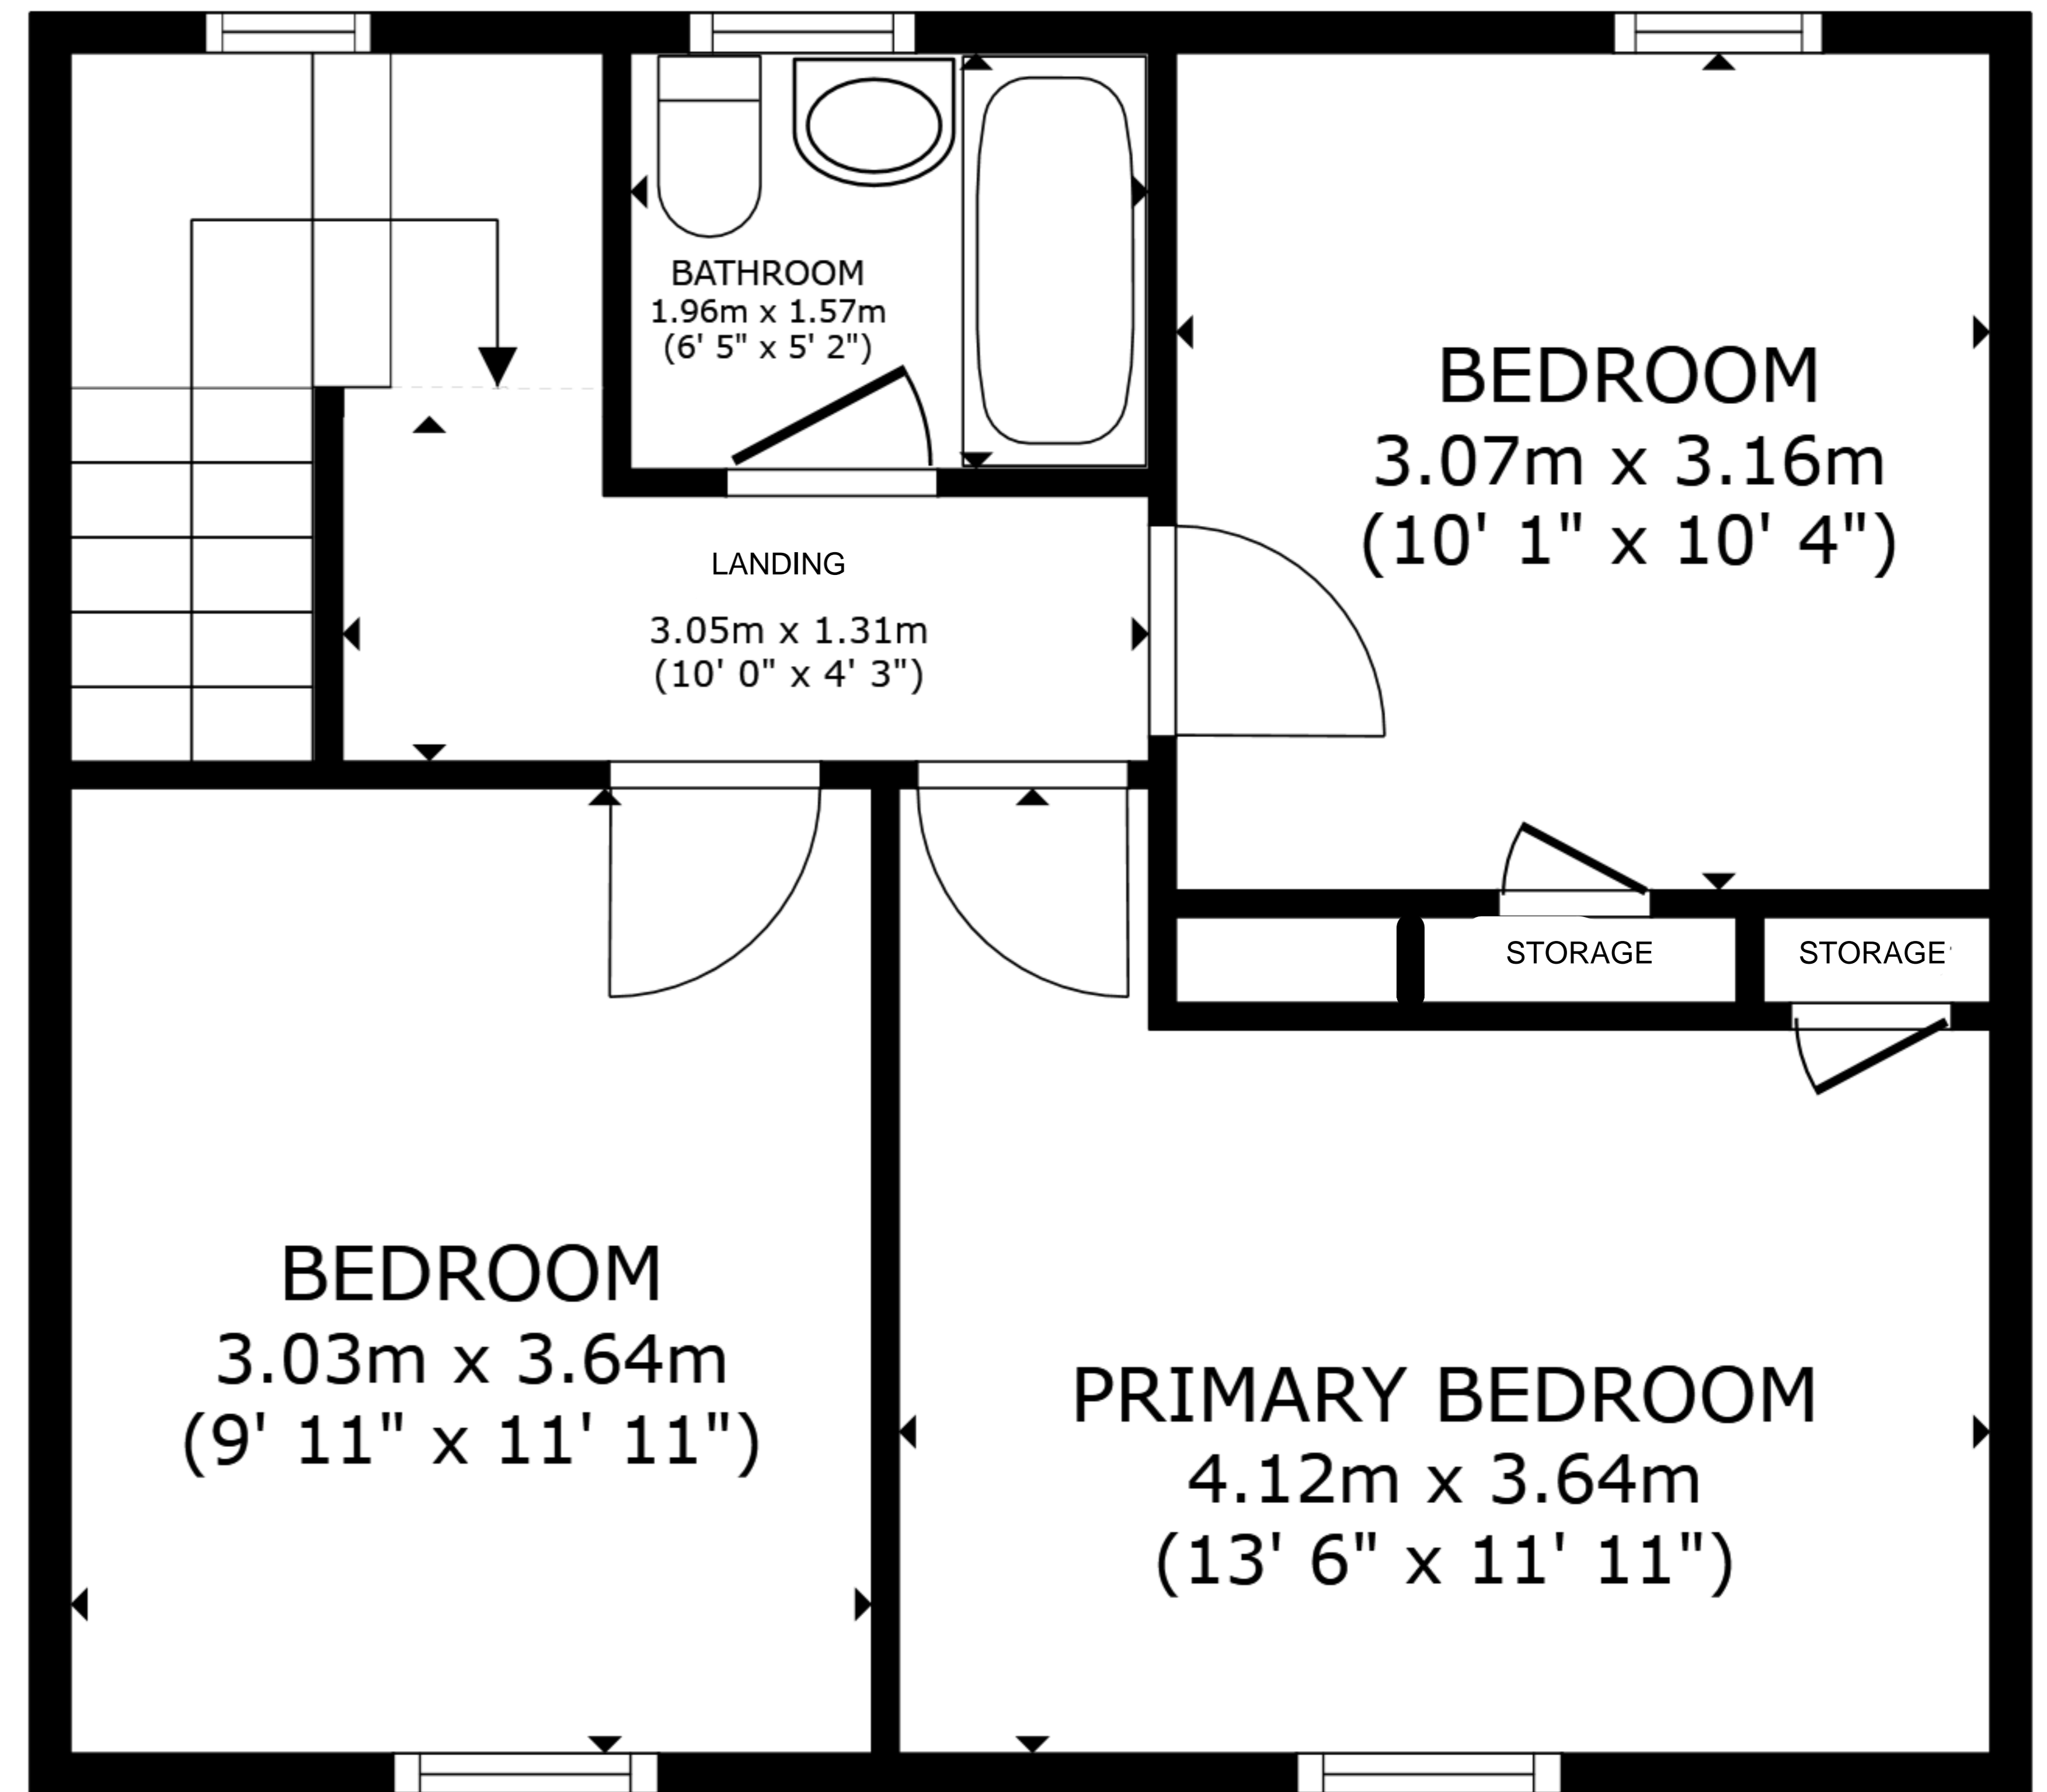 BATHROOM
1.96m x 1.57m
(6' 5" x 5' 2")
BEDROOM
3.07m x 3.16m
(10' 1" x 10' 4")
LANDING
3.05m x 1.31m
(10' 0" x 4' 3")
STORAGE
STORAGE
BEDROOM
3.03m x 3.64m
(9' 11" x 11' 11")
PRIMARY BEDROOM
4.12m x 3.64m
(13' 6" x 11' 11")